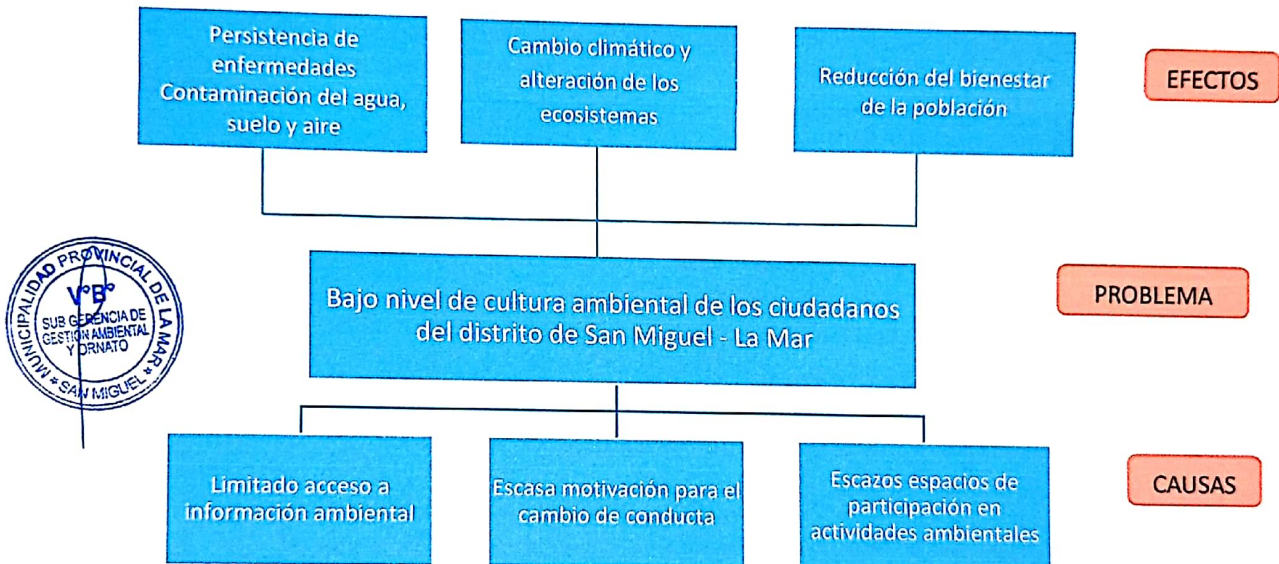 Persistencia de
enfermedades
Contaminación del agua,
suelo y aire
Cambio climático y
alteración de los
ecosistemas
Reducción del bienestar
de la población
EFECTOS
MUNICIPALIDAD PROVINCIAL DE LA MAR
V°B°
SUB GERENCIA DE
GESTIÓN AMBIENTAL
Y ORNATO
* SAN MIGUEL *
Bajo nivel de cultura ambiental de los ciudadanos
del distrito de San Miguel - La Mar
PROBLEMA
Limitado acceso a
información ambiental
Escasa motivación para el
cambio de conducta
Escazos espacios de
participación en
actividades ambientales
CAUSAS